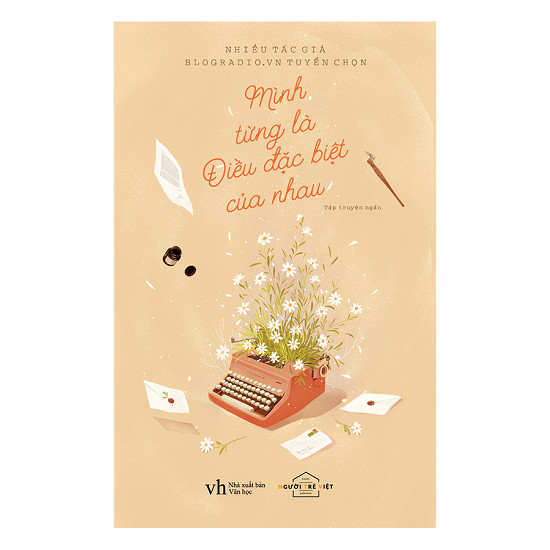 NHIỀU TÁC GIẢ
BLOGRADIO.VN TUYỂN CHỌN
Mình
từng là
Điều đặc biệt
của nhau
Tập truyện ngắn
vh Nhà xuất bản
Văn học
NGƯỜI TRẺ VIỆT